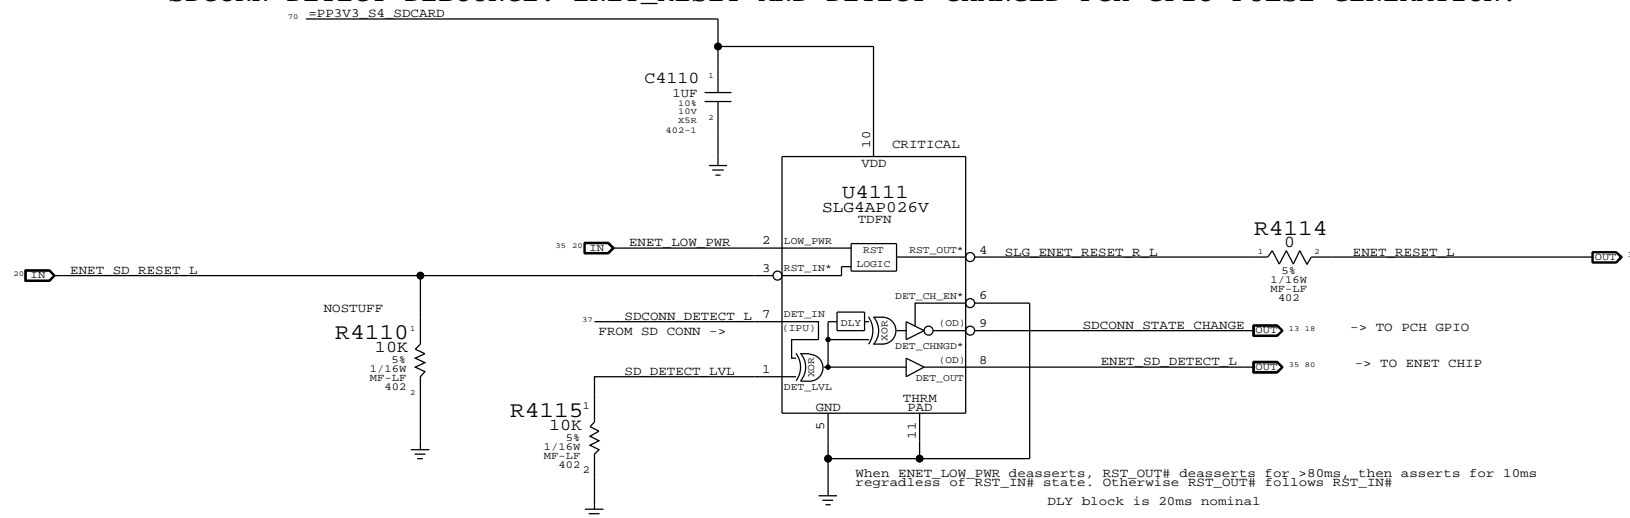 SDCONN DETECT DEBOUNCE. ENET_RESET AND DETECT CHANGED PCH GPIO PULSE GENERATION.
70 =PP3V3_S4_SDCARD
C4110 1
1UF
10%
10V
X5R
402-1
2
10
CRITICAL
VDD
U4111
SLG4AP026V
TDFN
35 20 IN ENET_LOW_PWR 2 LOW_PWR
RST
LOGIC
RST_OUT* 4 SLG_ENET_RESET_R_L
R4114
1 0 2
5%
1/16W
MF-LF
402
ENET_RESET_L OUT
20 IN ENET_SD_RESET_L 3 RST_IN*
NOSTUFF
R4110 1
10K
5%
1/16W
MF-LF
402 2
DET_CH_EN* 6
37 SDCONN_DETECT_L 7 DET_IN
FROM SD CONN -> (IPU)
DLY XOR (OD) 9 SDCONN_STATE_CHANGE OUT 13 18 -> TO PCH GPIO
DET_CHNGD*
XOR (OD) 8 ENET_SD_DETECT_L OUT 35 80 -> TO ENET CHIP
DET_OUT
SD_DETECT_LVL 1
DET_LVL
R4115 1
10K
5%
1/16W
MF-LF
402 2
GND
THRM
PAD
5
11
When ENET_LOW_PWR deasserts, RST_OUT# deasserts for >80ms, then asserts for 10ms
regradless of RST_IN# state. Otherwise RST_OUT# follows RST_IN#
DLY block is 20ms nominal